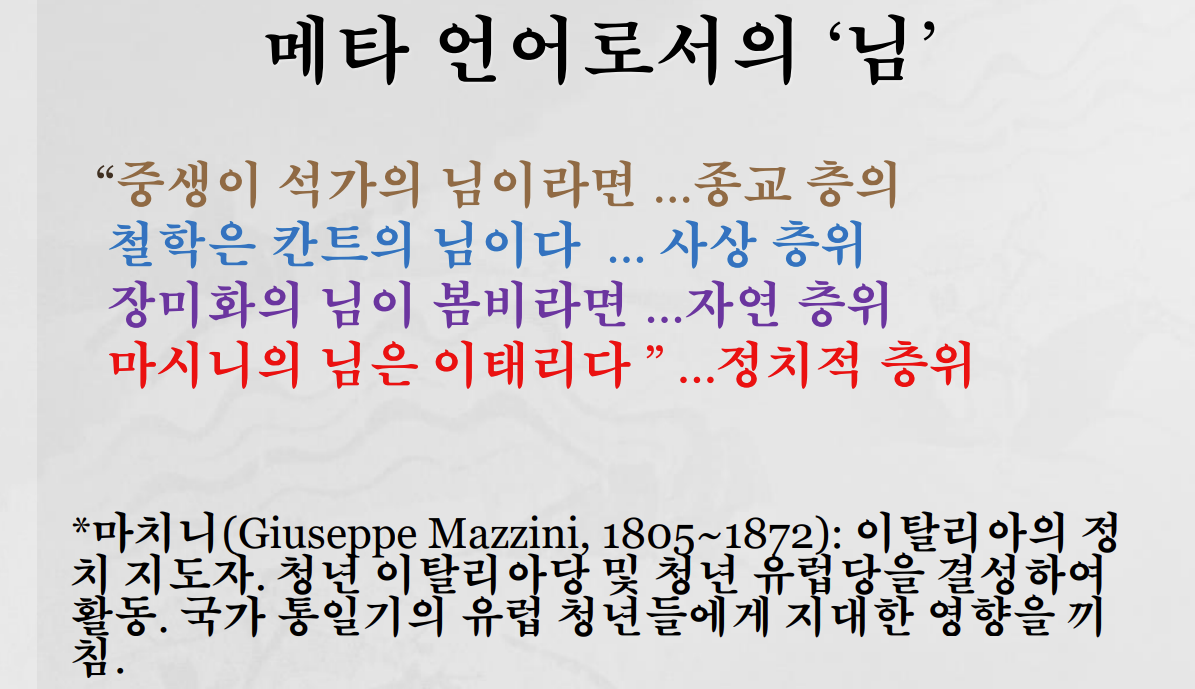 메타 언어로서의 ‘님’
“중생이 석가의 님이라면 ...종교 층의
철학은 칸트의 님이다 ... 사상 층위
장미화의 님이 봄비라면 ...자연 층위
마시니의 님은 이태리다 ” ...정치적 층위
*마치니(Giuseppe Mazzini, 1805~1872): 이탈리아의 정
치 지도자. 청년 이탈리아당 및 청년 유럽당을 결성하여
활동. 국가 통일기의 유럽 청년들에게 지대한 영향을 끼
침.